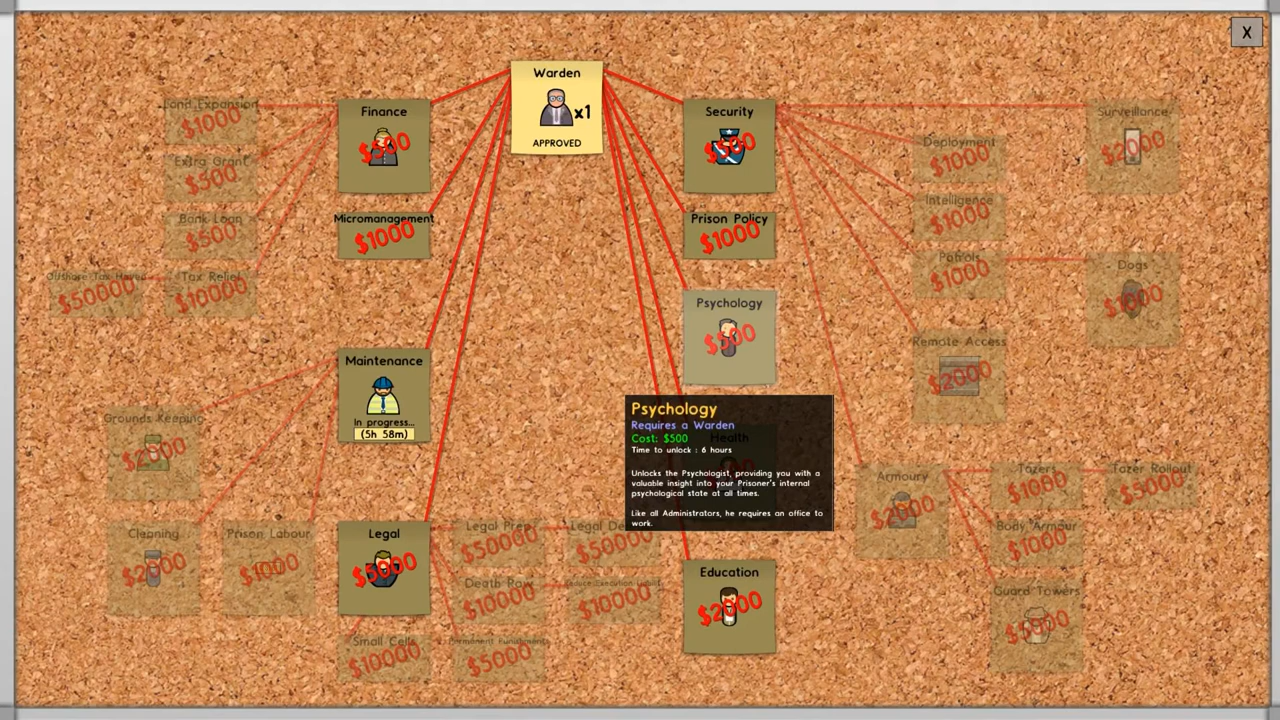 X
Warden
x1
APPROVED
Finance
$500
Security
$500
Land Expansion
$1000
Extra Grant
$500
Bank Loan
$500
Offshore Tax Haven
$50000
Tax Relief
$10000
Micromanagement
$1000
Prison Policy
$1000
Deployment
$1000
Surveillance
$2000
Intelligence
$1000
Patrols
$1000
Dogs
$1000
Psychology
$500
Remote Access
$2000
Maintenance
In progress...
(5h 58m)
Grounds Keeping
$2000
Cleaning
$2000
Prison Labour
$1000
Psychology
Requires a Warden
Cost: $500
Time to unlock : 6 hours
Unlocks the Psychologist, providing you with a
valuable insight into your Prisoner's internal
psychological state at all times.
Like all Administrators, he requires an office to
work.
Health
Legal
$5000
Legal Prep
$50000
Legal De
$50000
Death Row
$10000
$10000
Small Cells
$10000
Permanent Punishment
$5000
Education
$2000
Armoury
$2000
Tazers
$1000
Tazer Rollout
$5000
Body Armour
$1000
Guard Towers
$5000